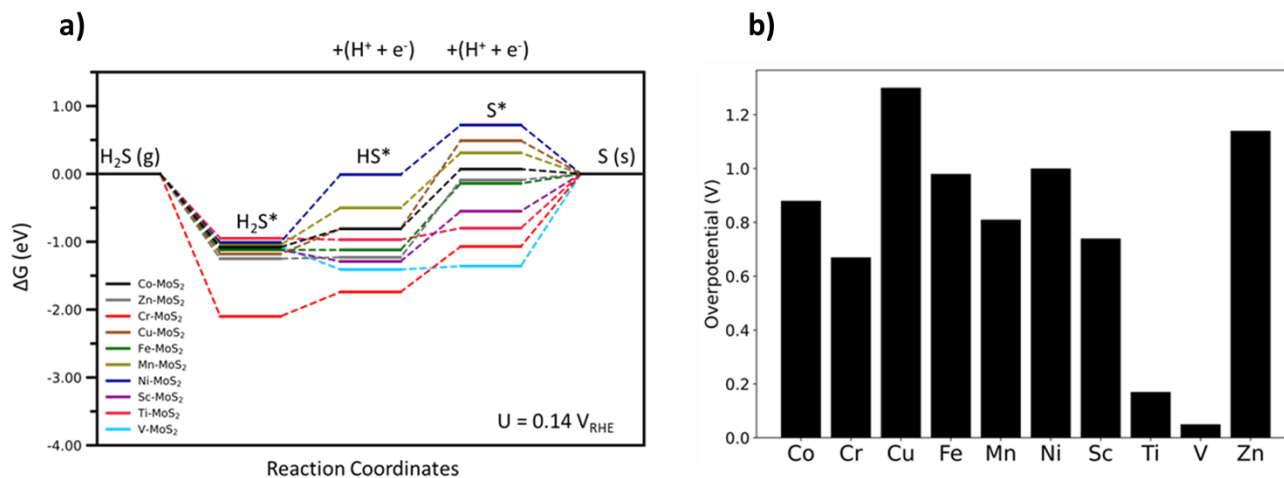 a)
+(H⁺ + e⁻)
+(H⁺ + e⁻)
1.00
0.00
-1.00
-2.00
-3.00
-4.00
ΔG (eV)
H₂S (g)
H₂S*
HS*
S*
S (s)
Co-MoS₂
Zn-MoS₂
Cr-MoS₂
Cu-MoS₂
Fe-MoS₂
Mn-MoS₂
Ni-MoS₂
Sc-MoS₂
Ti-MoS₂
V-MoS₂
U = 0.14 V_RHE
Reaction Coordinates
b)
Overpotential (V)
1.2
1.0
0.8
0.6
0.4
0.2
0.0
Co Cr Cu Fe Mn Ni Sc Ti V Zn